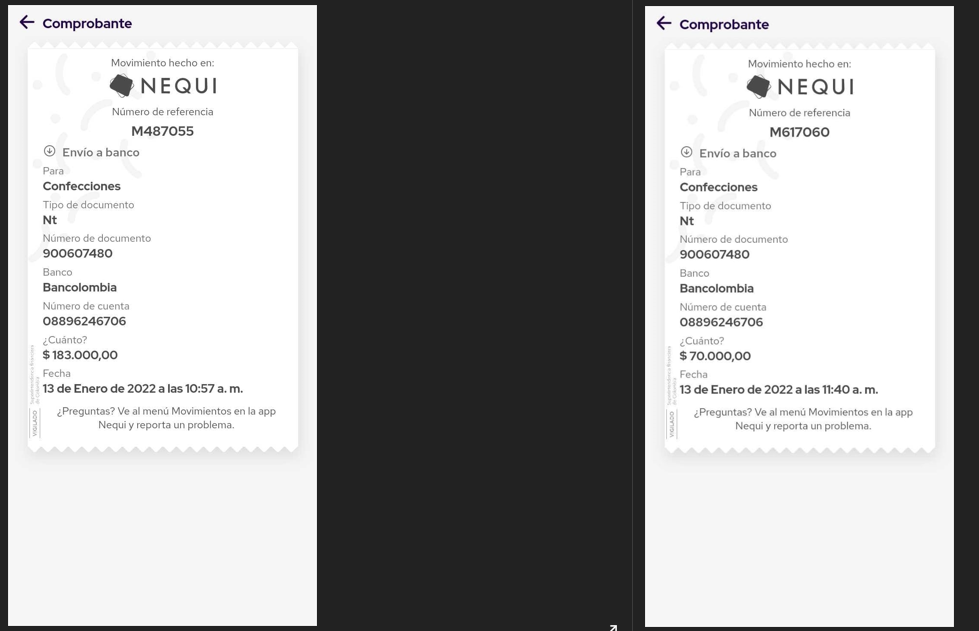 Comprobante
Movimiento hecho en:
NEQUI
Número de referencia
M487055
Envío a banco
Para
Confecciones
Tipo de documento
Nt
Número de documento
900607480
Banco
Bancolombia
Número de cuenta
08896246706
¿Cuánto?
$ 183.000,00
Fecha
13 de Enero de 2022 a las 10:57 a. m.
¿Preguntas? Ve al menú Movimientos en la app
Nequi y reporta un problema.
VIGILADO
Superintendencia Financiera
de Colombia
Comprobante
Movimiento hecho en:
NEQUI
Número de referencia
M617060
Envío a banco
Para
Confecciones
Tipo de documento
Nt
Número de documento
900607480
Banco
Bancolombia
Número de cuenta
08896246706
¿Cuánto?
$ 70.000,00
Fecha
13 de Enero de 2022 a las 11:40 a. m.
¿Preguntas? Ve al menú Movimientos en la app
Nequi y reporta un problema.
VIGILADO
Superintendencia Financiera
de Colombia